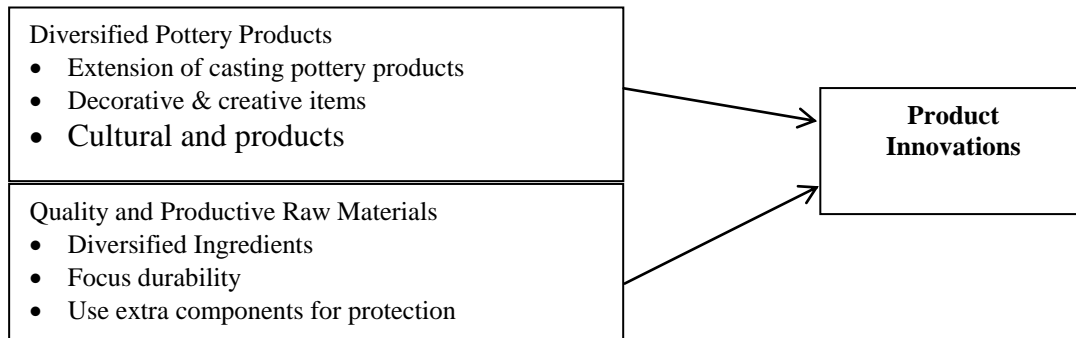 Diversified Pottery Products
• Extension of casting pottery products
• Decorative & creative items
• Cultural and products
Quality and Productive Raw Materials
• Diversified Ingredients
• Focus durability
• Use extra components for protection
Product
Innovations